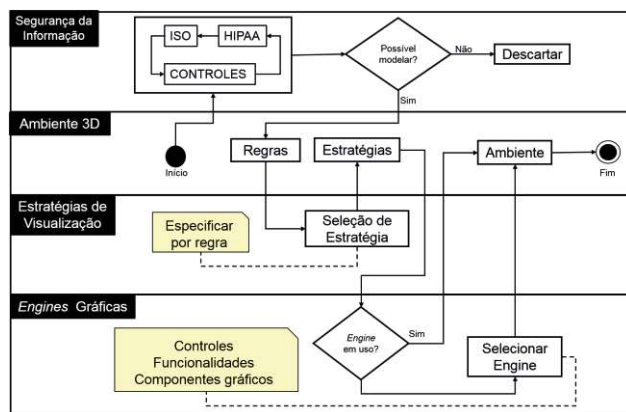 Segurança da
Informação
ISO
HIPAA
CONTROLES
Possível
modelar?
Não
Descartar
Sim
Ambiente 3D
Início
Regras
Estratégias
Ambiente
Fim
Estratégias de
Visualização
Especificar
por regra
Seleção de
Estratégia
Engines Gráficas
Controles
Funcionalidades
Componentes gráficos
Engine
em uso?
Sim
Selecionar
Engine